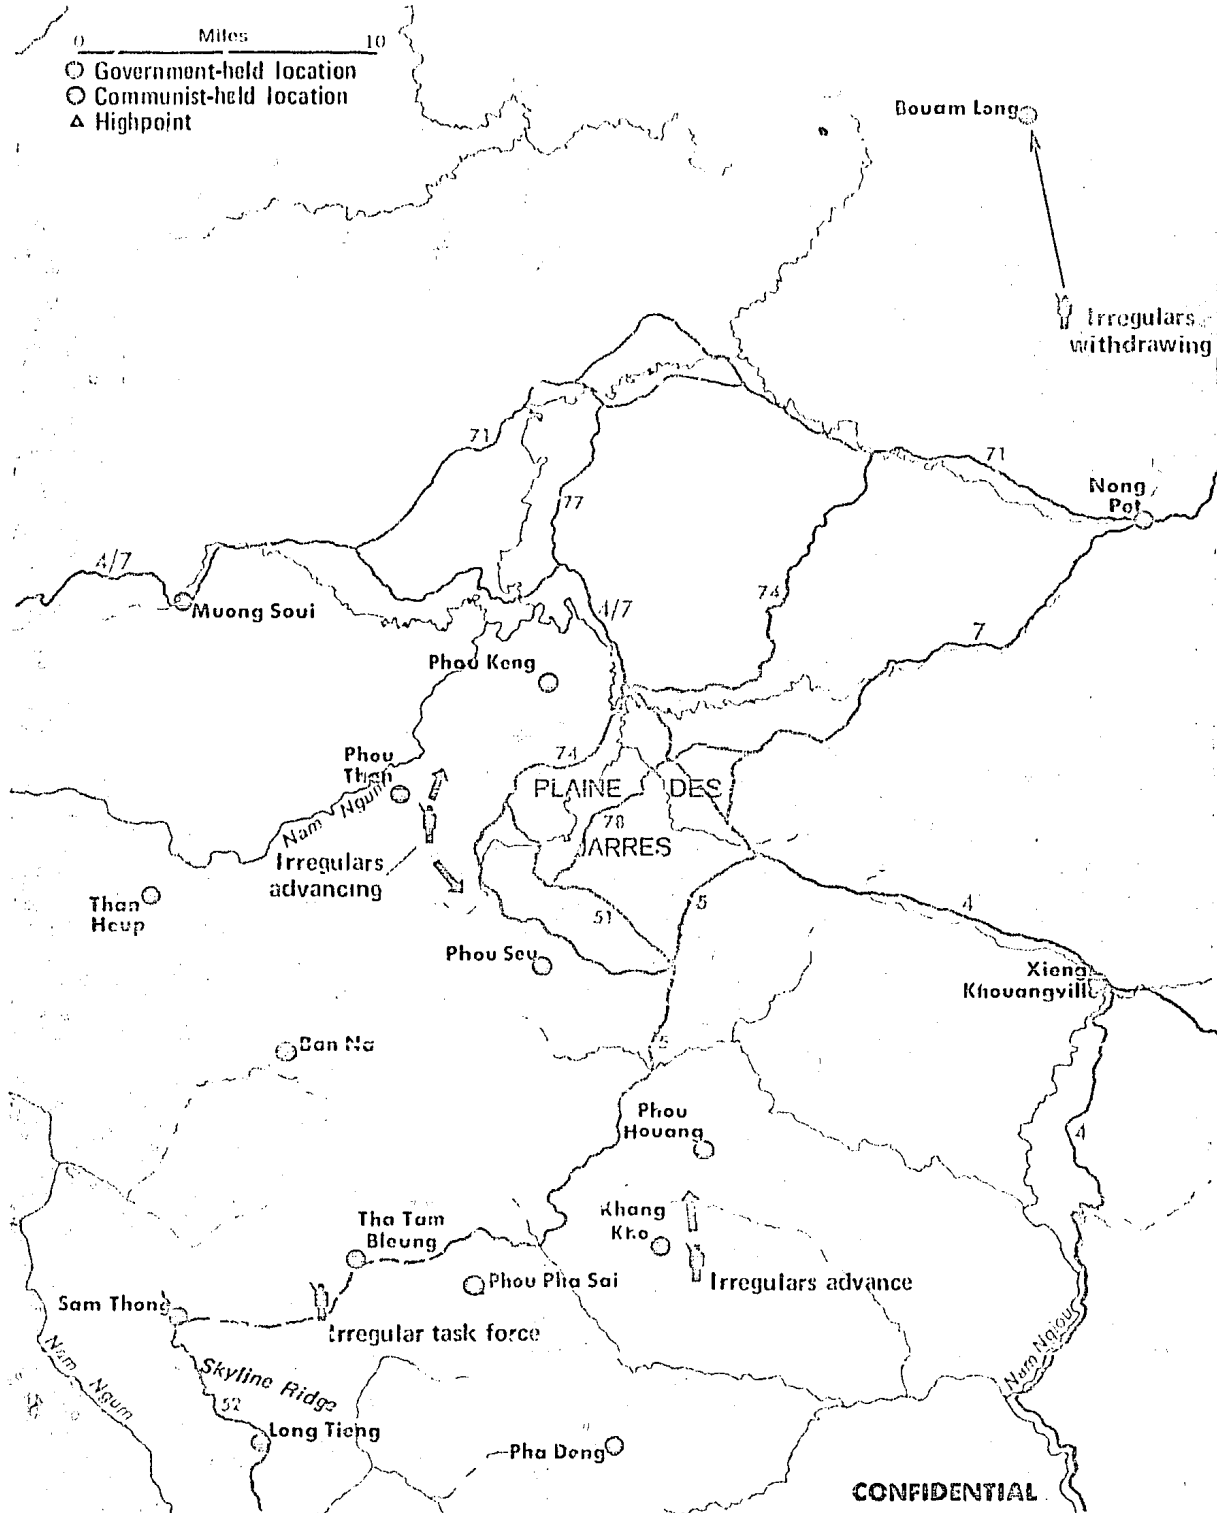 0 Miles 10
Government-held location
Communist-held location
Highpoint
Bouam Long
Irregulars
withdrawing
71
71
77
Nong
Pet
4/7
Muong Soui
4/7
74
7
Phou Keng
Phou
Than
74
PLAINE DES
JARRES
78
Nam Ngum
Irregulars
advancing
Than
Heup
51
5
4
Phou Seu
Xieng
Khouangville
Ban Na
5
Phou
Houang
4
Khang
Kho
Tha Tam
Bleung
Phou Pha Sai
Irregulars advance
Sam Thong
Irregular task force
Nam Ngiou
Skyline Ridge
Nam Ngum
52
Long Tieng
Pha Dong
CONFIDENTIAL